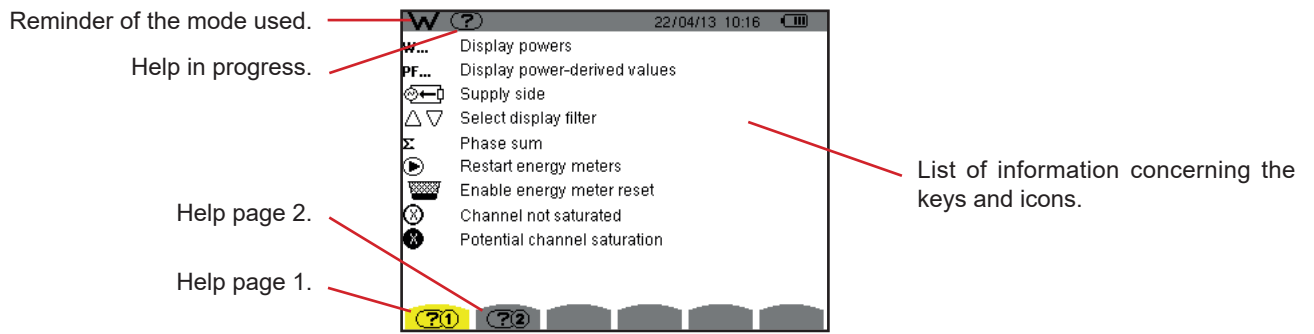 Reminder of the mode used.
Help in progress.
Help page 2.
Help page 1.
W ? 22/04/13 10:16
W... Display powers
PF... Display power-derived values
Supply side
Select display filter
Σ Phase sum
Restart energy meters
Enable energy meter reset
X Channel not saturated
X Potential channel saturation
?1 ?2
List of information concerning the
keys and icons.